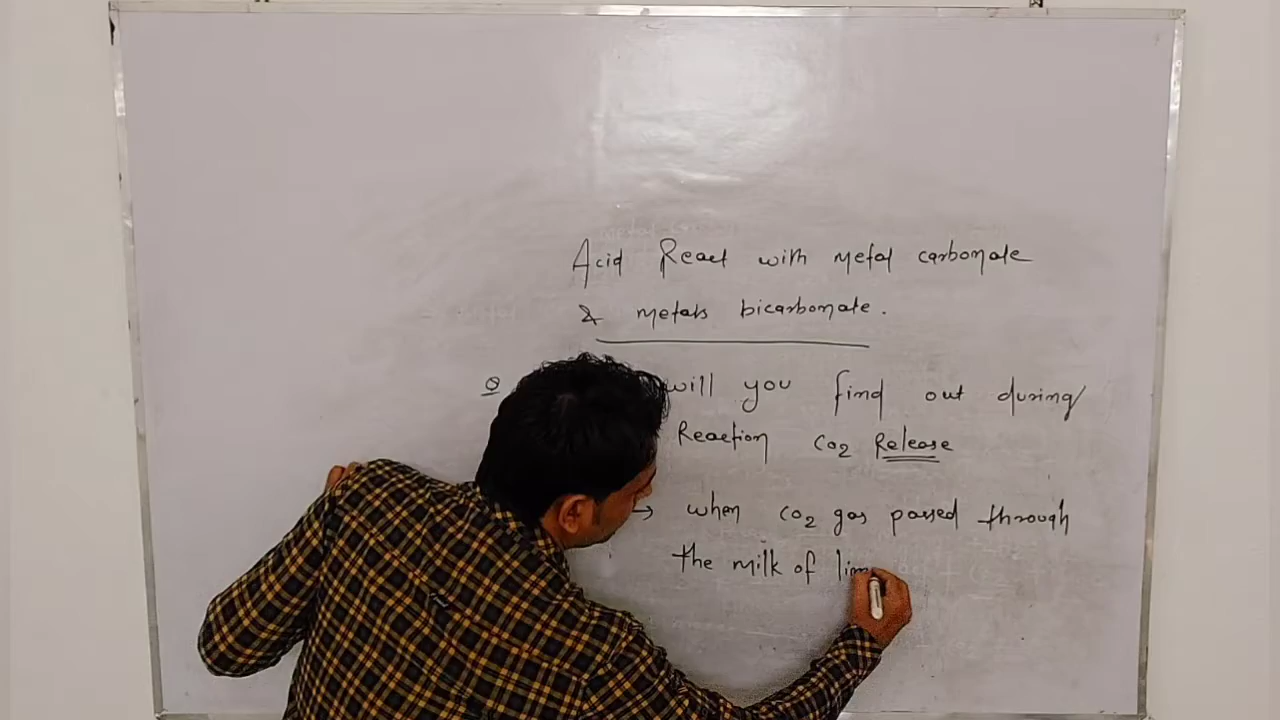 Acid React with metal carbonate
& metals bicarbonate.
Q will you find out during
Reaction CO2 Release
→ when CO2 gas passed through
the milk of lim